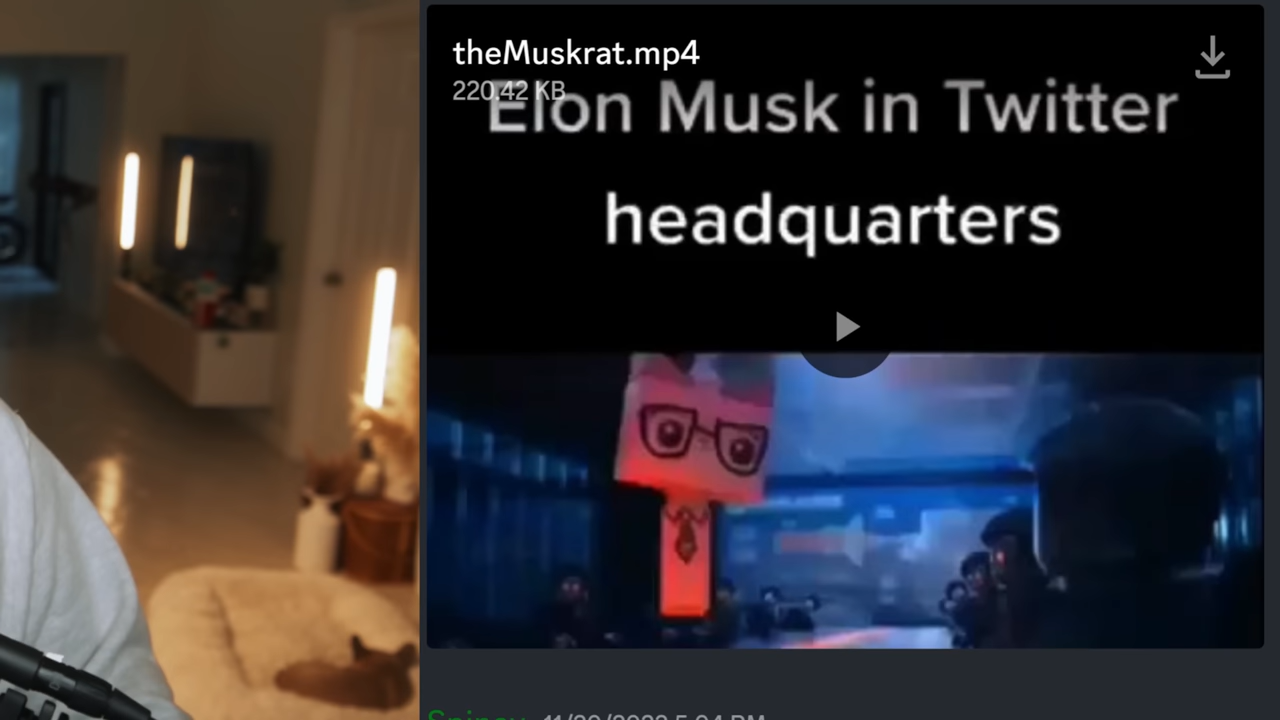 theMuskrat.mp4
220.42 KB
Elon Musk in Twitter
headquarters